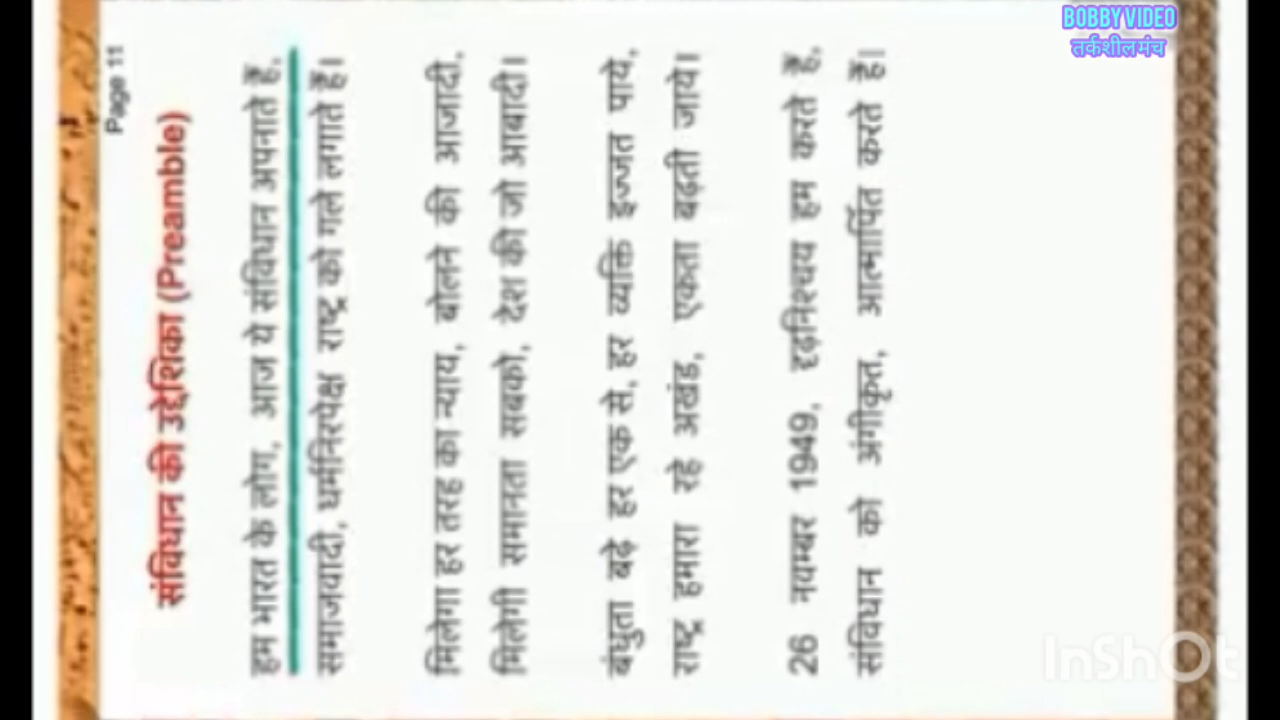 BOBBY VIDEO
तर्कशील मंच
Page 11
संविधान की उद्देशिका (Preamble)
हम भारत के लोग, आज ये संविधान अपनाते हैं,
समाजवादी, धर्मनिरपेक्ष राष्ट्र को गले लगाते हैं।
मिलेगा हर तरह का न्याय, बोलने की आजादी,
मिलेगी समानता सबको, देश की जो आबादी।
बंधुता बढ़े हर एक से, हर व्यक्ति इज्जत पाये,
राष्ट्र हमारा रहे अखंड, एकता बढ़ती जाये।
26 नवम्बर 1949, दृढ़निश्चय हम करते हैं,
संविधान को अंगीकृत, आत्मार्पित करते हैं।
InShOt